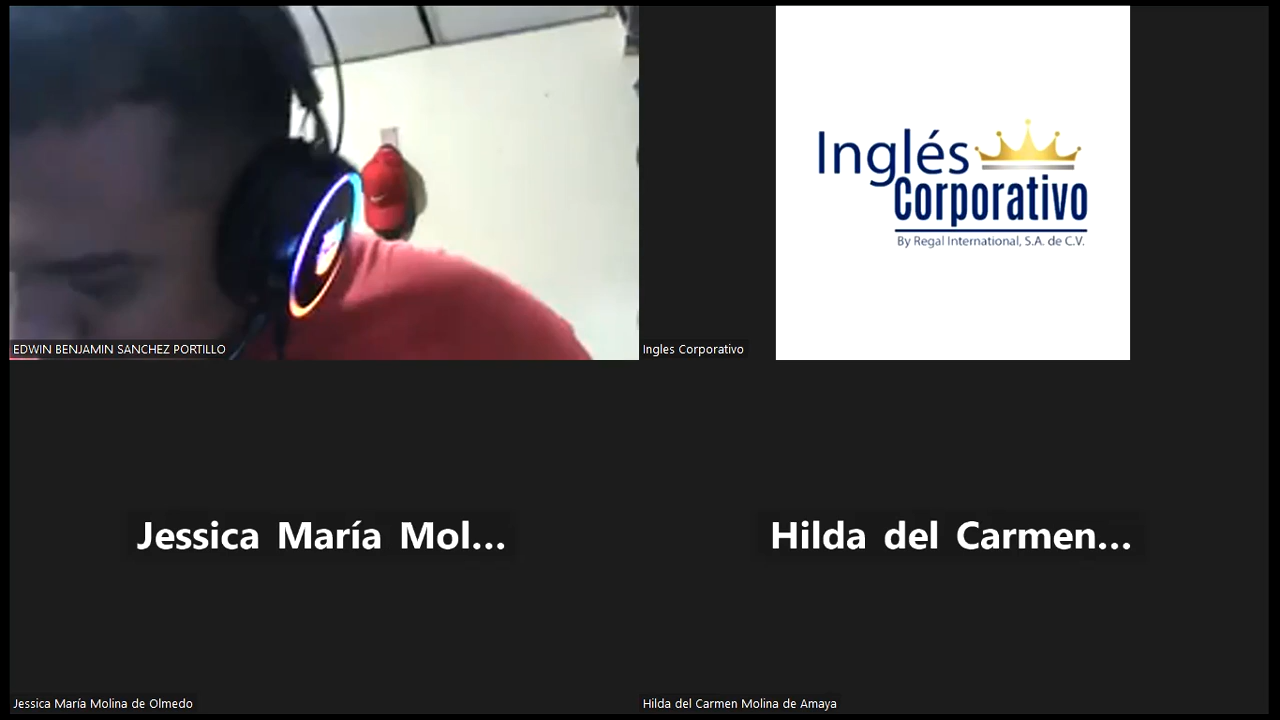 EDWIN BENJAMIN SANCHEZ PORTILLO
Inglés
Corporativo
By Regal International, S.A. de C.V.
Ingles Corporativo
Jessica María Mol...
Hilda del Carmen...
Jessica María Molina de Olmedo
Hilda del Carmen Molina de Amaya